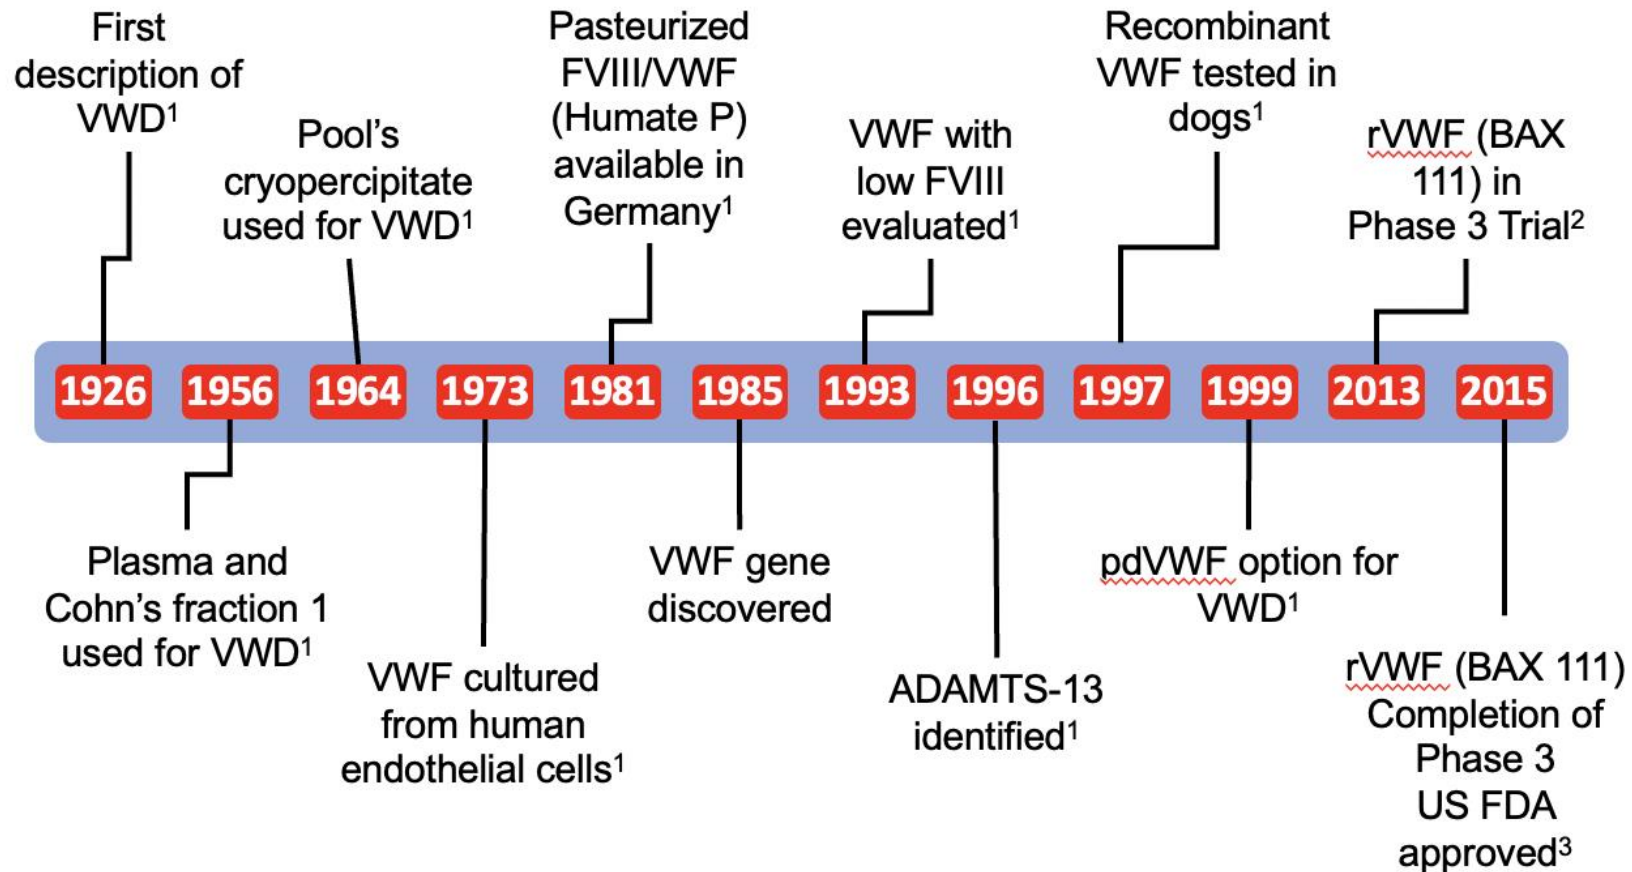 First
description of
VWD¹
Pool’s
cryopercipitate
used for VWD¹
Pasteurized
FVIII/VWF
(Humate P)
available in
Germany¹
VWF with
low FVIII
evaluated¹
Recombinant
VWF tested in
dogs¹
rVWF (BAX
111) in
Phase 3 Trial²
1926 1956 1964 1973 1981 1985 1993 1996 1997 1999 2013 2015
Plasma and
Cohn’s fraction 1
used for VWD¹
VWF cultured
from human
endothelial cells¹
VWF gene
discovered
ADAMTS-13
identified¹
pdVWF option for
VWD¹
rVWF (BAX 111)
Completion of
Phase 3
US FDA
approved³